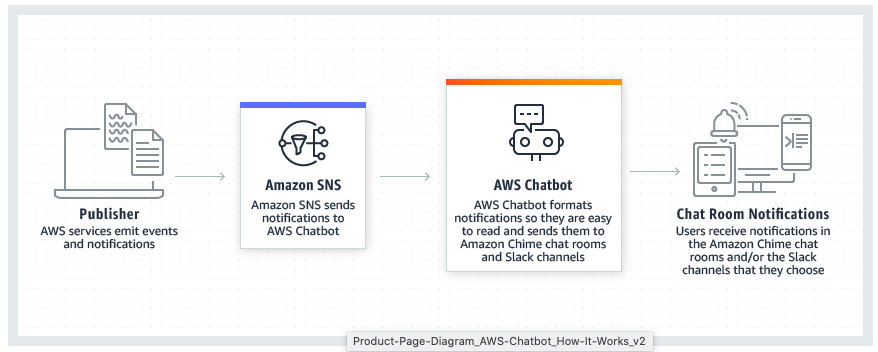 Publisher
AWS services emit events
and notifications
Amazon SNS
Amazon SNS sends
notifications to
AWS Chatbot
AWS Chatbot
AWS Chatbot formats
notifications so they are easy
to read and sends them to
Amazon Chime chat rooms
and Slack channels
Chat Room Notifications
Users receive notifications in
the Amazon Chime chat
rooms and/or the Slack
channels that they choose
Product-Page-Diagram_AWS-Chatbot_How-It-Works_v2